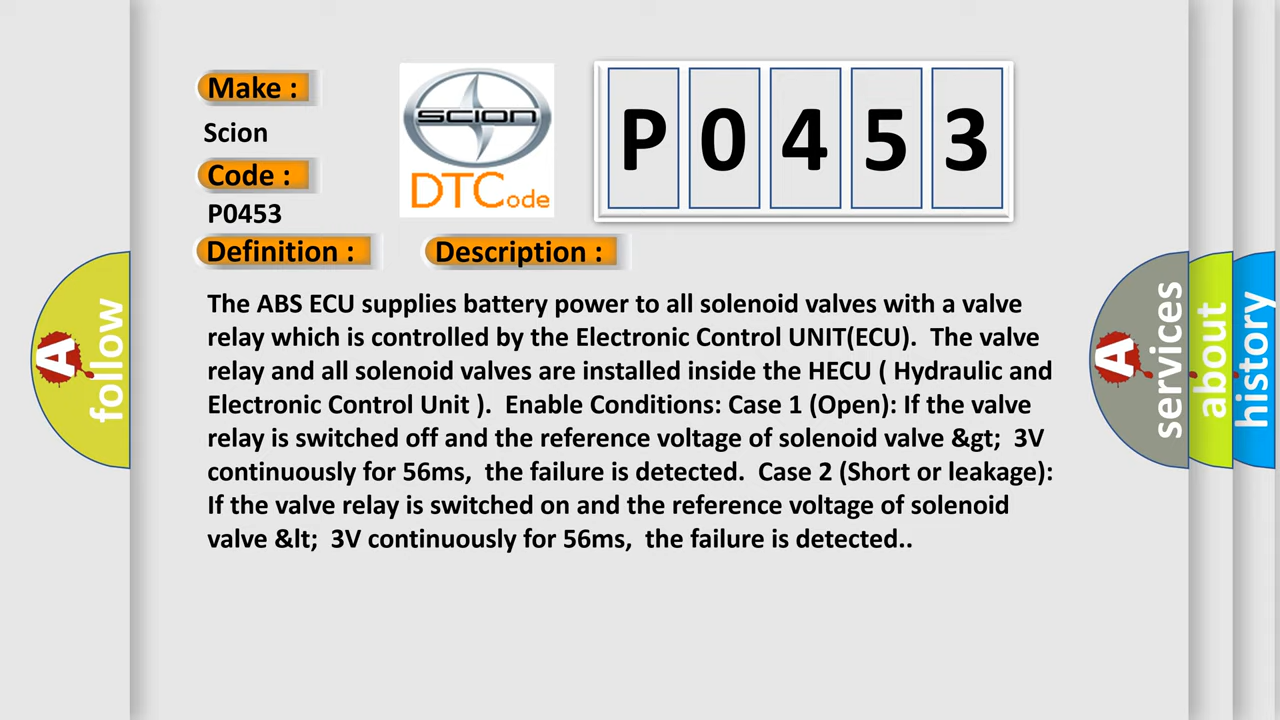 Make :
Scion
Code :
P0453
SCION
DTCode
P0453
Definition :
Description :
The ABS ECU supplies battery power to all solenoid valves with a valve
relay which is controlled by the Electronic Control UNIT(ECU).  The valve
relay and all solenoid valves are installed inside the HECU ( Hydraulic and
Electronic Control Unit ).  Enable Conditions: Case 1 (Open): If the valve
relay is switched off and the reference voltage of solenoid valve &gt;  3V
continuously for 56ms,  the failure is detected.  Case 2 (Short or leakage):
If the valve relay is switched on and the reference voltage of solenoid
valve &lt;  3V continuously for 56ms,  the failure is detected..
A
follow
A
services
about
history